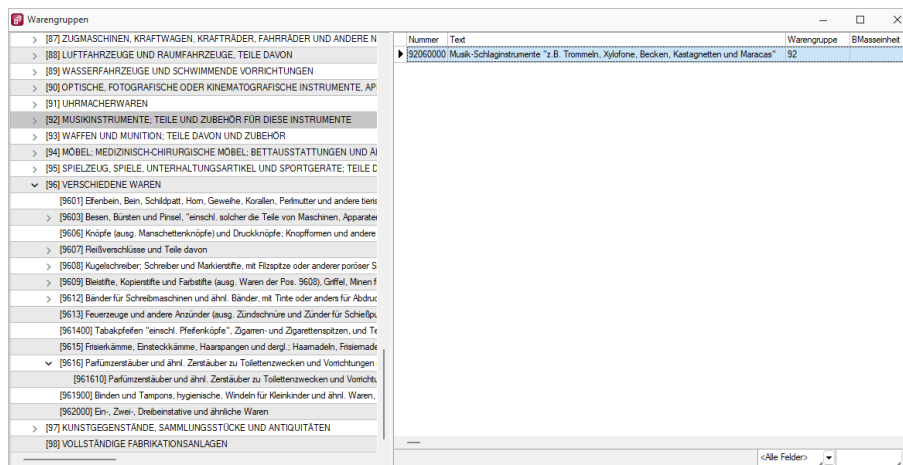 Warengruppen
[87] ZUGMASCHINEN, KRAFTWAGEN, KRAFTRÄDER, FAHRRÄDER UND ANDERE N
[88] LUFTFAHRZEUGE UND RAUMFAHRZEUGE, TEILE DAVON
[89] WASSERFAHRZEUGE UND SCHWIMMENDE VORRICHTUNGEN
[90] OPTISCHE, FOTOGRAFISCHE ODER KINEMATOGRAFISCHE INSTRUMENTE, AP
[91] UHRMACHERWAREN
[92] MUSIKINSTRUMENTE; TEILE UND ZUBEHÖR FÜR DIESE INSTRUMENTE
[93] WAFFEN UND MUNITION; TEILE DAVON UND ZUBEHÖR
[94] MÖBEL; MEDIZINISCH-CHIRURGISCHE MÖBEL; BETTAUSSTATTUNGEN UND
[95] SPIELZEUG, SPIELE, UNTERHALTUNGSARTIKEL UND SPORTGERÄTE; TEILE D
[96] VERSCHIEDENE WAREN
[9601] Elfenbein, Bein, Schildpatt, Horn, Geweihe, Korallen, Perlmutter und andere tieris
[9603] Besen, Bürsten und Pinsel, "einschl. solcher die Teile von Maschinen, Apparaten
[9606] Knöpfe (ausg. Manschettenknöpfe) und Druckknöpfe; Knopfformen und andere
[9607] Reißverschlüsse und Teile davon
[9608] Kugelschreiber; Schreiber und Markierstifte, mit Filzspitze oder anderer poröser S
[9609] Bleistifte, Kopierstifte und Farbstifte (ausg. Waren der Pos. 9608), Griffel, Minen f
[9612] Bänder für Schreibmaschinen und ähnl. Bänder, mit Tinte oder anders für Abdruc
[9613] Feuerzeuge und andere Anzünder (ausg. Zündschnüre und Zünder für Schießpu
[961400] Tabakpfeifen "einschl. Pfeifenköpfe", Zigarren- und Zigarettenspitzen, und Te
[9615] Frisierkämme, Einsteckkämme, Haarspangen und dergl.; Haarnadeln, Frisiernade
[9616] Parfümzerstäuber und ähnl. Zerstäuber zu Toilettenzwecken und Vorrichtungen
[961610] Parfümzerstäuber und ähnl. Zerstäuber zu Toilettenzwecken und Vorrichtu
[961900] Binden und Tampons, hygienische, Windeln für Kleinkinder und ähnl. Waren,
[962000] Ein-, Zwei-, Dreibeinstative und ähnliche Waren
[97] KUNSTGEGENSTÄNDE, SAMMLUNGSSTÜCKE UND ANTIQUITÄTEN
[98] VOLLSTÄNDIGE FABRIKATIONSANLAGEN
Nummer Text Warengruppe BMasseinheit
92060000 Musik-Schlaginstrumente "z.B. Trommeln, Xylofone, Becken, Kastagnetten und Maracas" 92
<Alle Felder>